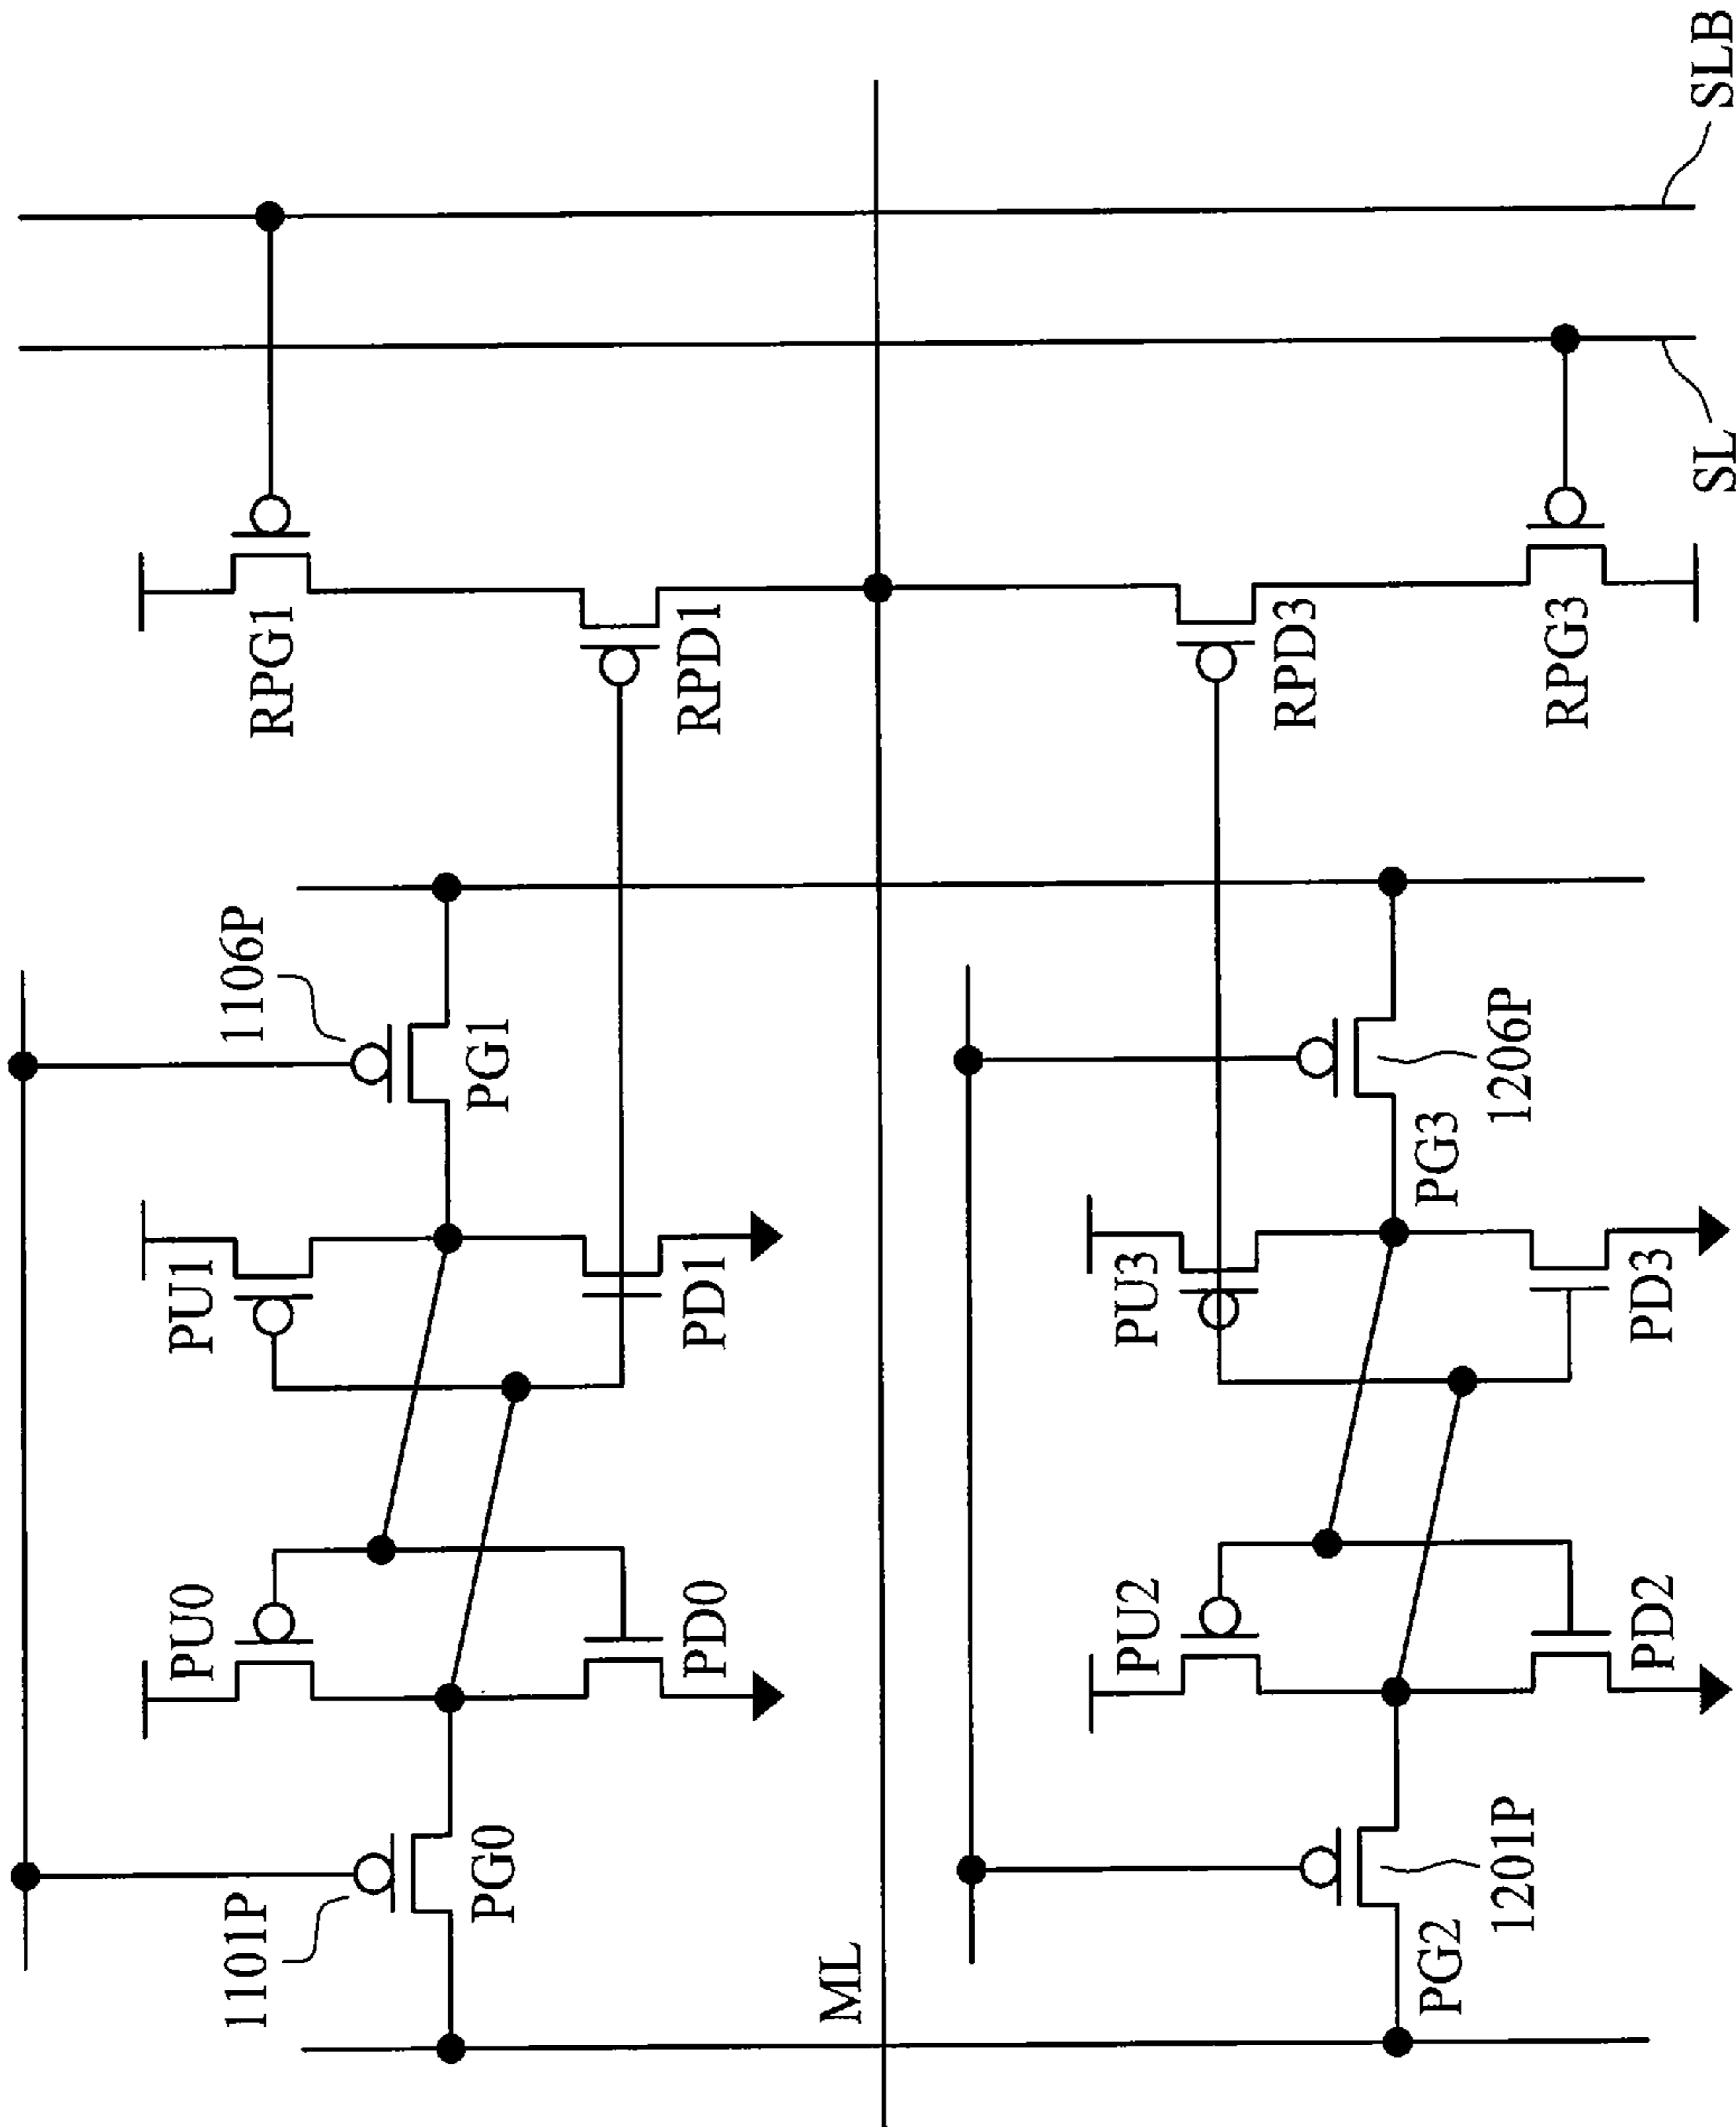 SLB
SL
RPG1
RPD1
RPD3
RPG3
1106P
PG1
1206P
PG3
PU1
PD1
PU3
PD3
PU0
PD0
PU2
PD2
1101P
PG0
1201P
PG2
ML